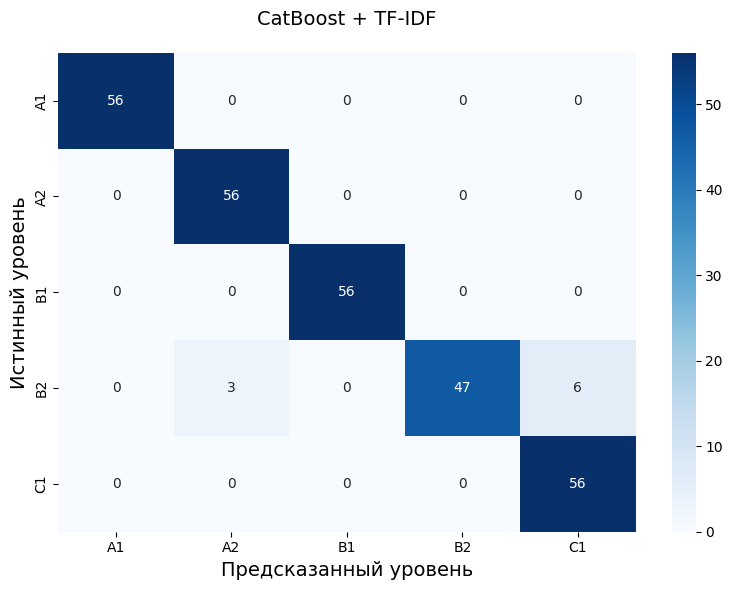 CatBoost + TF-IDF
A1 56 0 0 0 0
A2 0 56 0 0 0
B1 0 0 56 0 0
B2 0 3 0 47 6
C1 0 0 0 0 56
A1 A2 B1 B2 C1
Истинный уровень
Предсказанный уровень
50
40
30
20
10
0